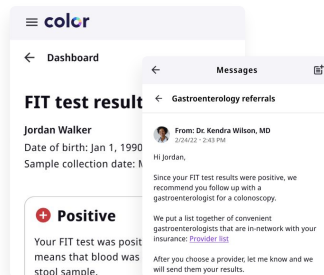 color
Dashboard
FIT test result
Jordan Walker
Date of birth: Jan 1, 1990
Sample collection date:
Positive
Your FIT test was posit
means that blood was
stool sample.
Messages
Gastroenterology referrals
From: Dr. Kendra Wilson, MD
2/24/22 - 2:43 PM
Hi Jordan,
Since your FIT test results were positive, we
recommend you follow up with a
gastroenterologist for a colonoscopy.
We put a list together of convenient
gastroenterologists that are in-network with your
insurance: Provider list
After you choose a provider, let me know and we
will send them your results.